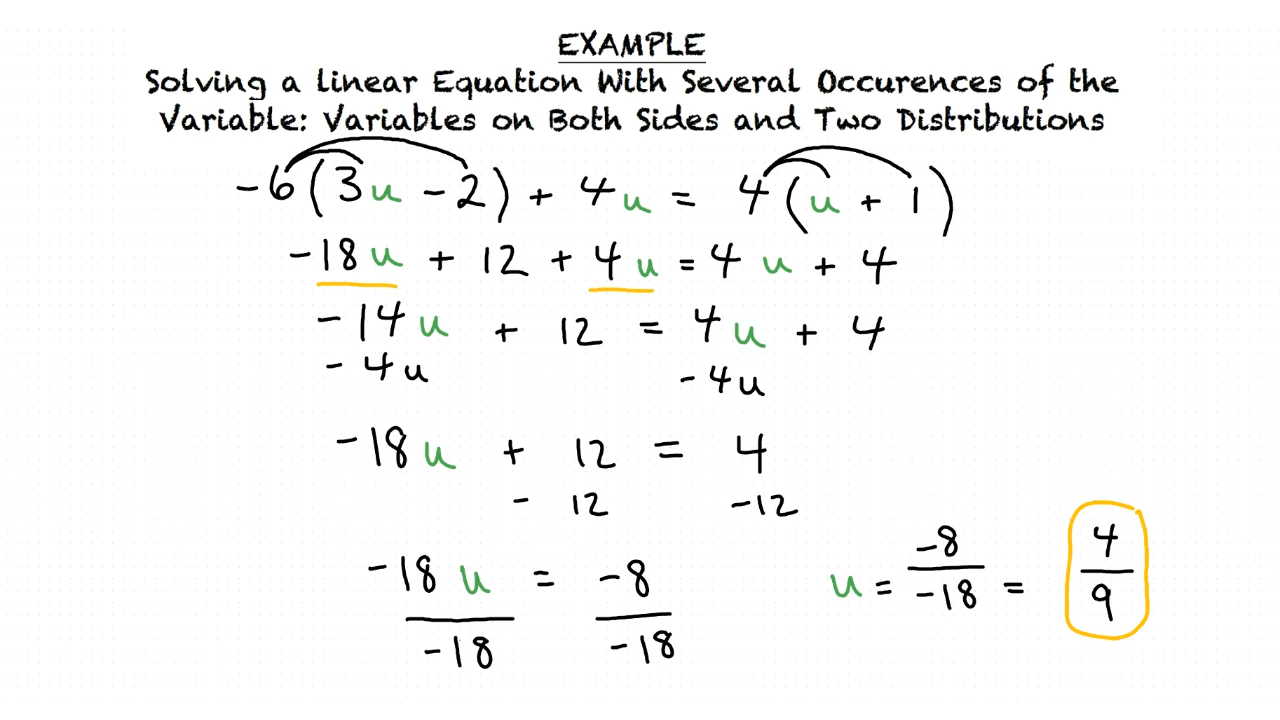 EXAMPLE
Solving a linear Equation With Several Occurences of the
Variable: Variables on Both Sides and Two Distributions
-6(3u - 2) + 4u = 4(u + 1)
-18u + 12 + 4u = 4u + 4
-14u + 12 = 4u + 4
- 4u - 4u
-18u + 12 = 4
- 12 -12
-18u/-18 = -8/-18
u = -8/-18 = 4/9